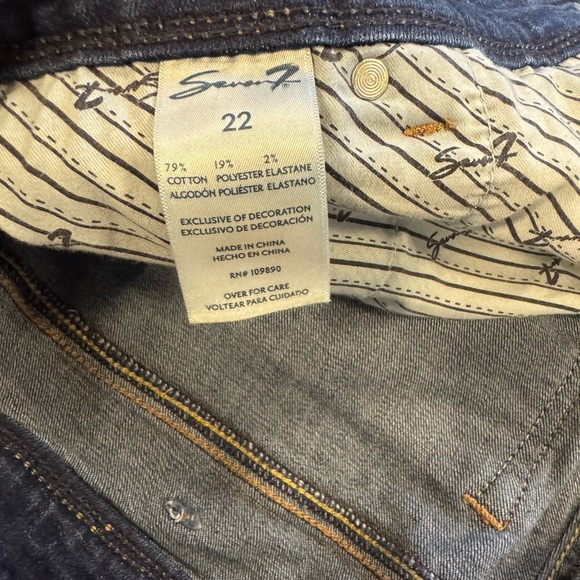 Seven7
22
79% 19% 2%
COTTON POLYESTER ELASTANE
ALGODÓN POLIÉSTER ELASTANO
EXCLUSIVE OF DECORATION
EXCLUSIVO DE DECORACIÓN
MADE IN CHINA
HECHO EN CHINA
RN# 109890
OVER FOR CARE
VOLTEAR PARA CUIDADO
Seven7